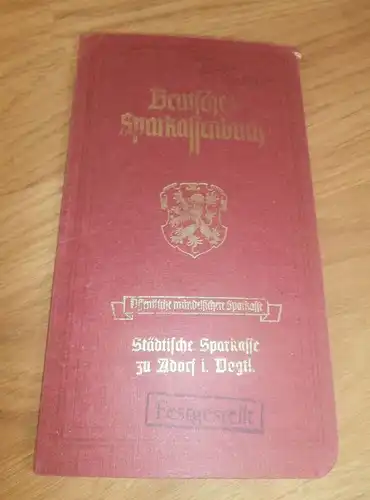 Deutsches
Sparkassenbuch
Öffentliche mündelsichere Sparkasse
Städtische Sparkasse
zu Adorf i. Vogtl.
Festgestellt